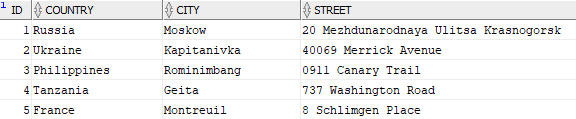 1 ID COUNTRY CITY STREET
1 Russia Moskow 20 Mezhdunarodnaya Ulitsa Krasnogorsk
2 Ukraine Kapitanivka 40069 Merrick Avenue
3 Philippines Rominimbang 0911 Canary Trail
4 Tanzania Geita 737 Washington Road
5 France Montreuil 8 Schlimgen Place